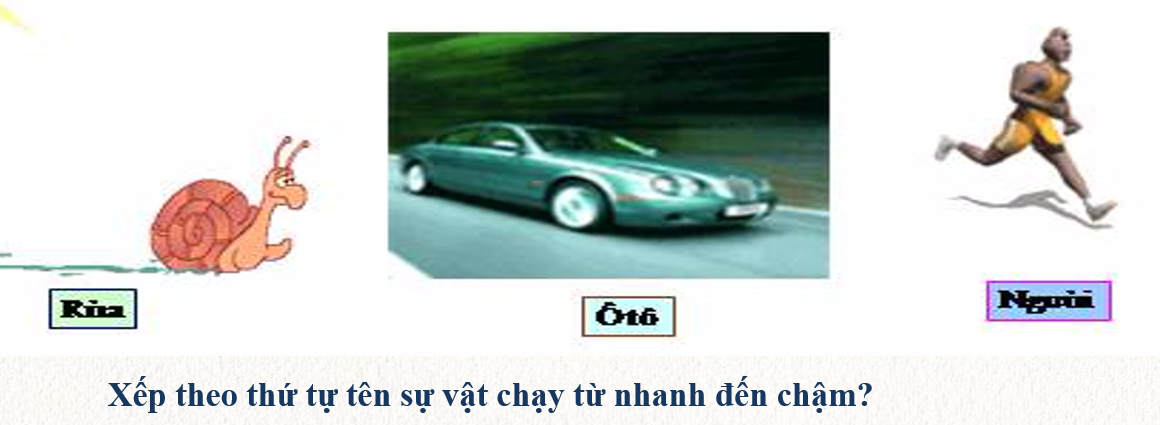 Rùa
Ôtô
Người
Xếp theo thứ tự tên sự vật chạy từ nhanh đến chậm?